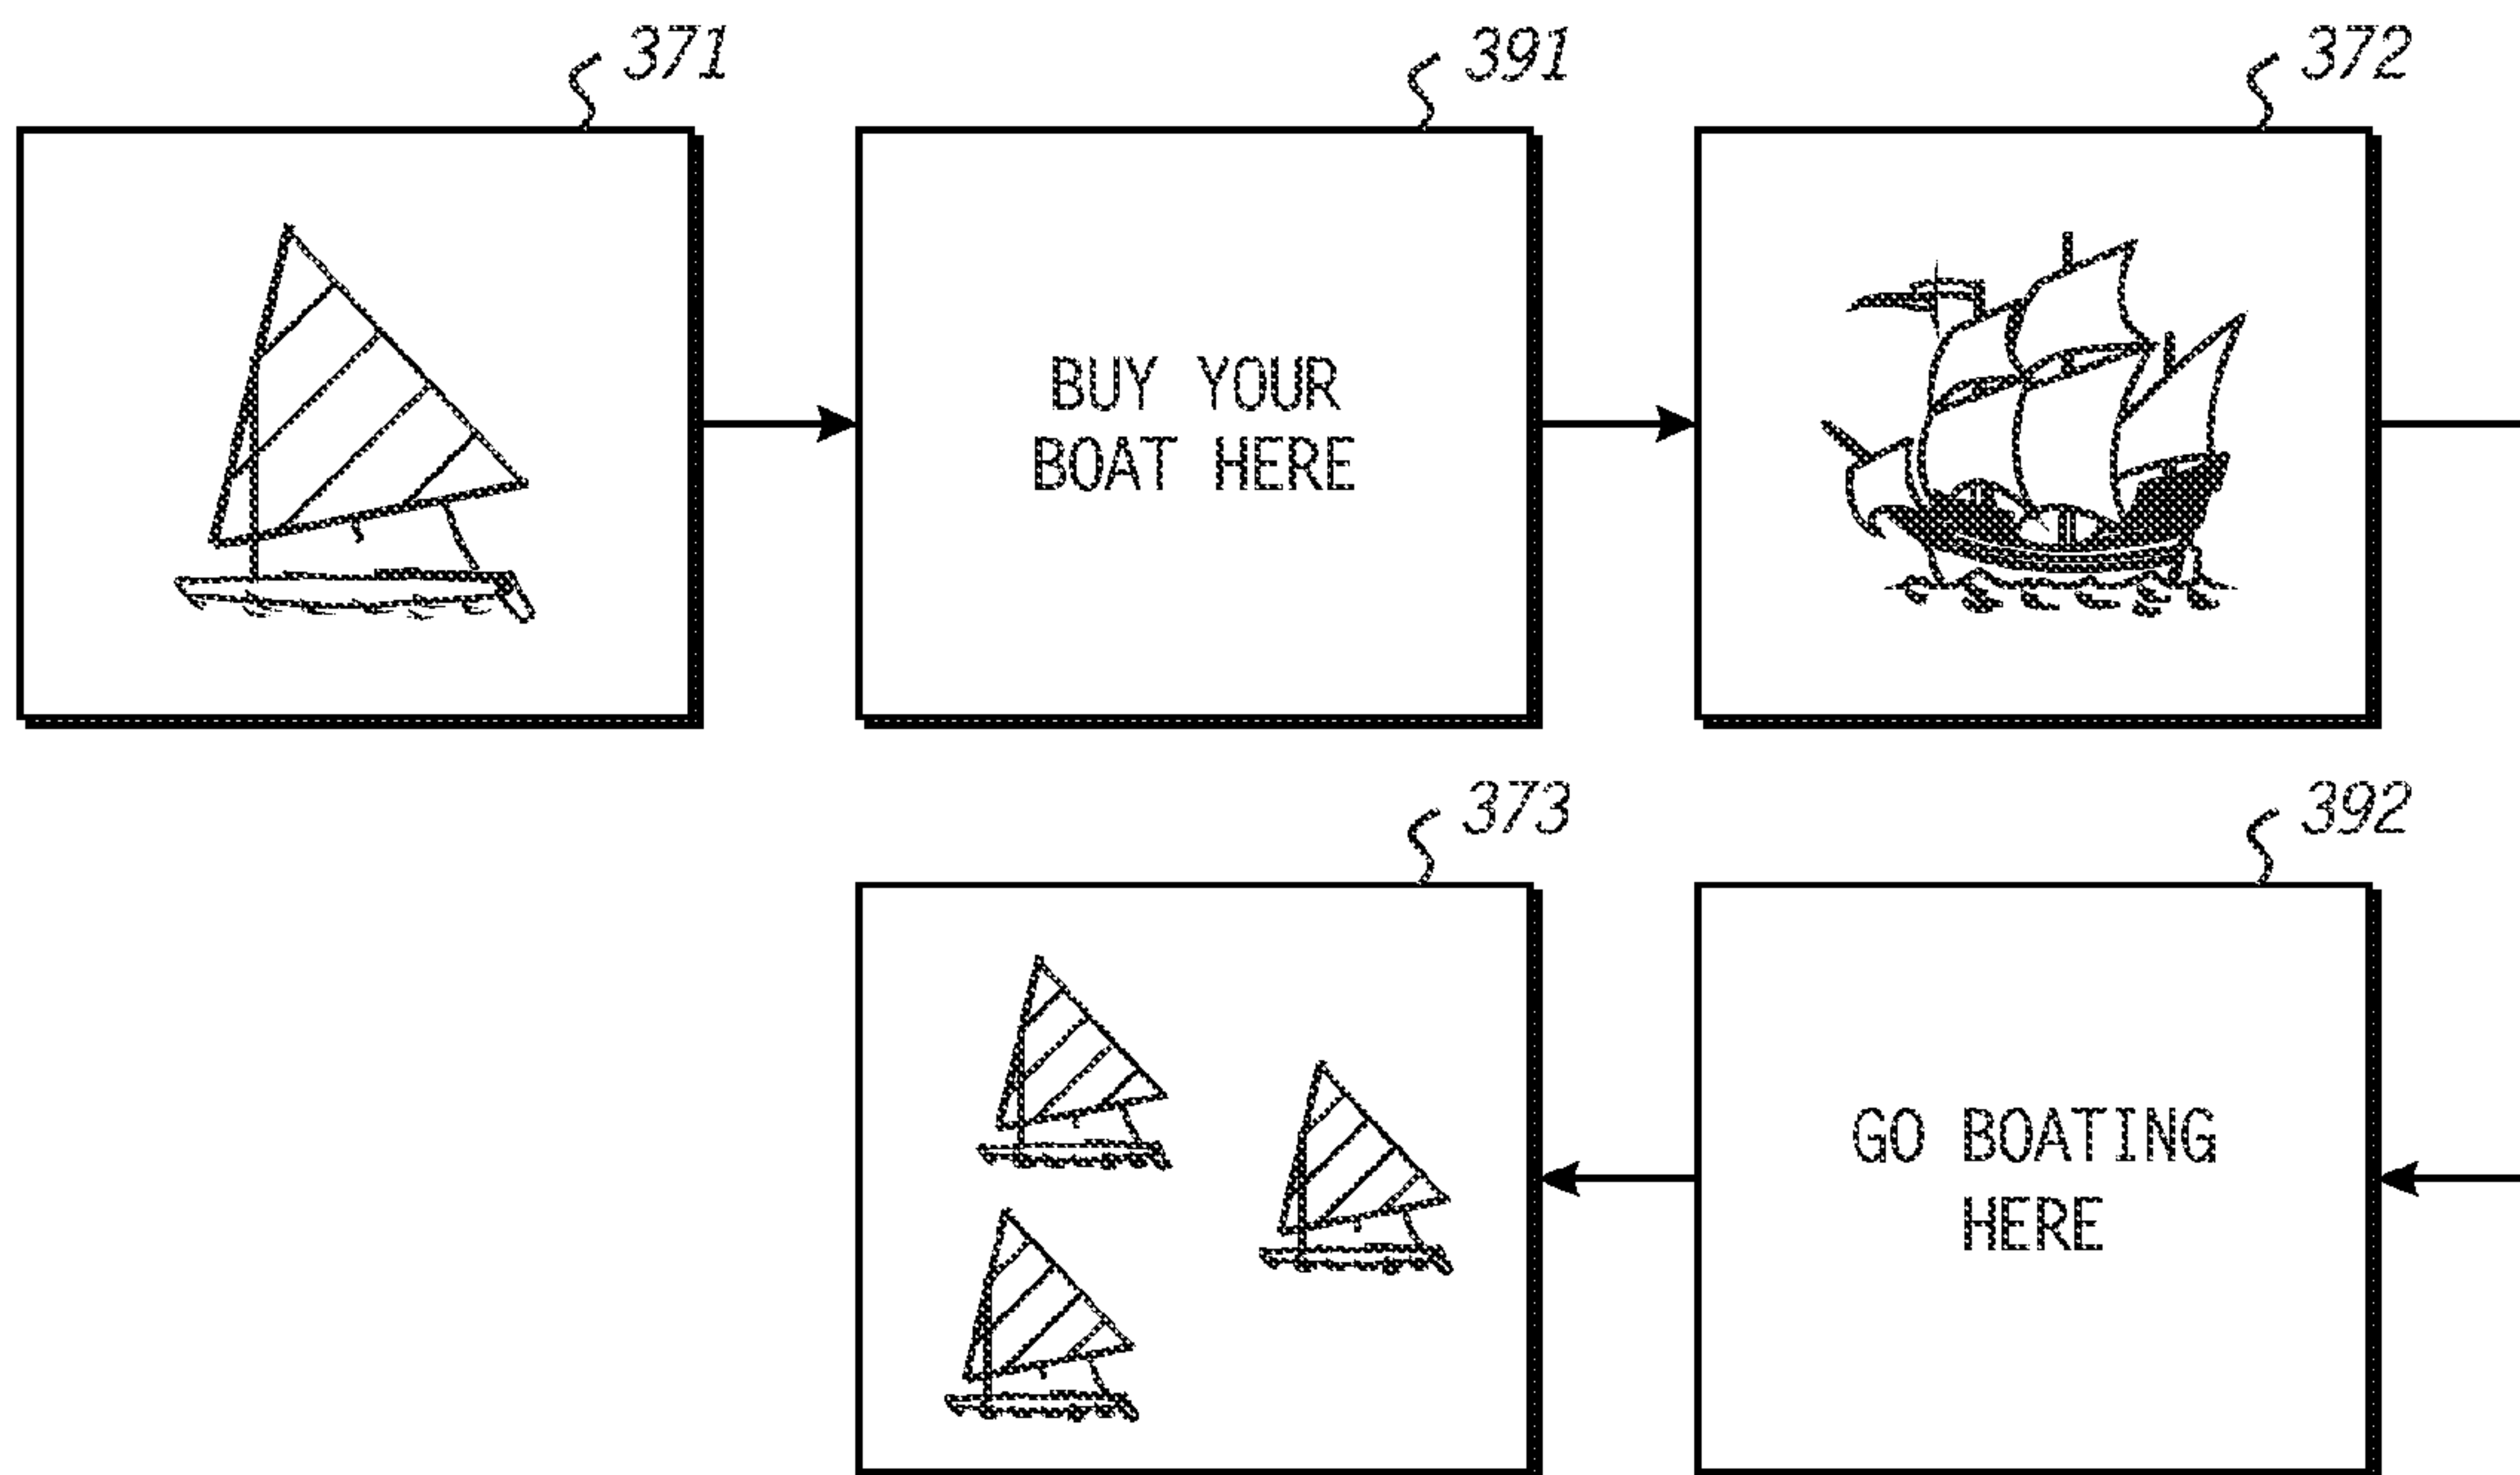 371
391
372
BUY YOUR
BOAT HERE
373
392
GO BOATING
HERE